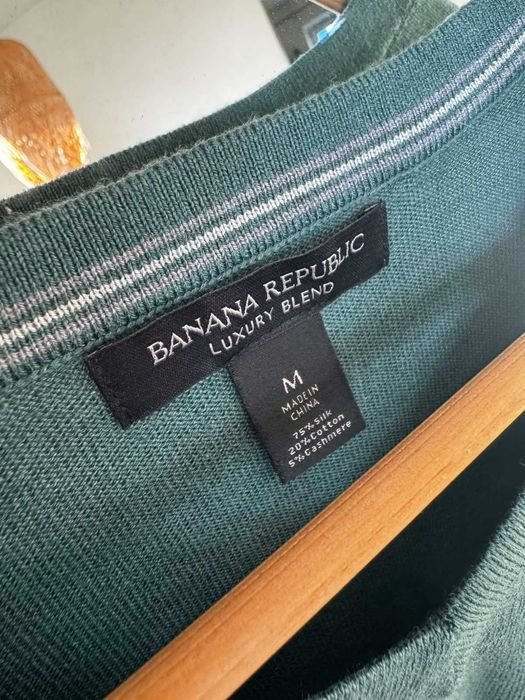 BANANA REPUBLIC
LUXURY BLEND
M
MADE IN
CHINA
75% Silk
20% Cotton
5% Cashmere